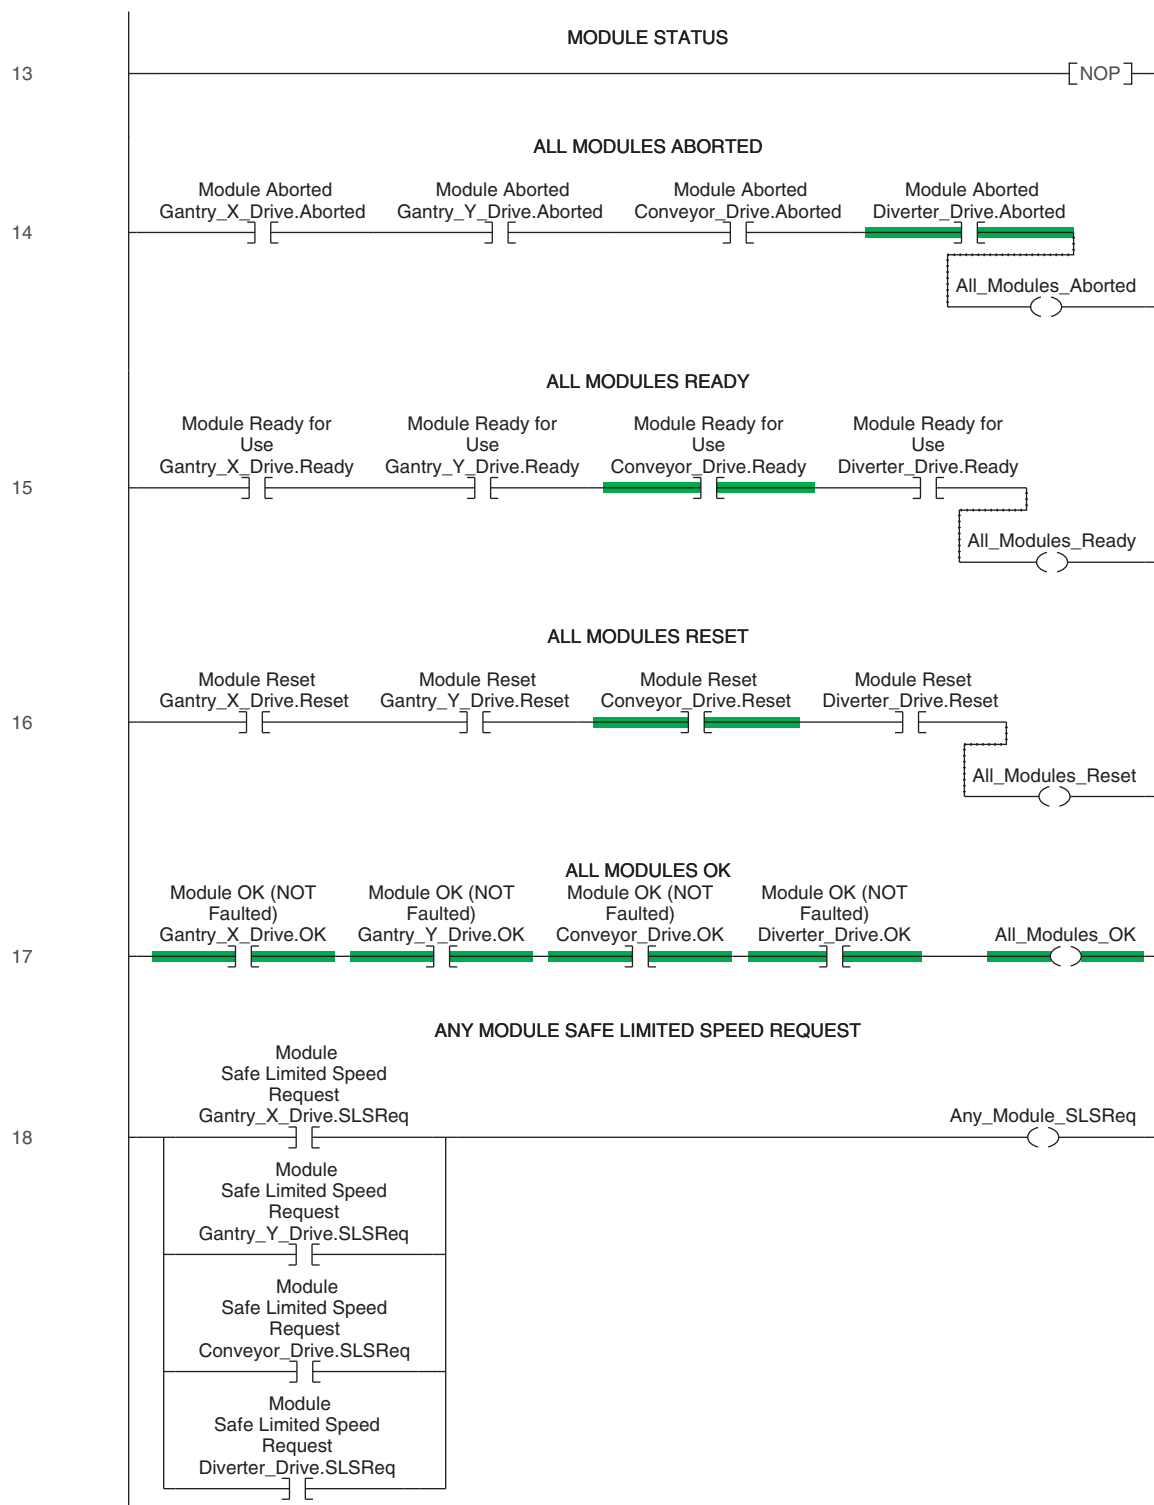 MODULE STATUS
13
NOP
ALL MODULES ABORTED
Module Aborted
Gantry_X_Drive.Aborted
Module Aborted
Gantry_Y_Drive.Aborted
Module Aborted
Conveyor_Drive.Aborted
Module Aborted
Diverter_Drive.Aborted
14
All_Modules_Aborted
ALL MODULES READY
Module Ready for
Use
Gantry_X_Drive.Ready
Module Ready for
Use
Gantry_Y_Drive.Ready
Module Ready for
Use
Conveyor_Drive.Ready
Module Ready for
Use
Diverter_Drive.Ready
15
All_Modules_Ready
ALL MODULES RESET
Module Reset
Gantry_X_Drive.Reset
Module Reset
Gantry_Y_Drive.Reset
Module Reset
Conveyor_Drive.Reset
Module Reset
Diverter_Drive.Reset
16
All_Modules_Reset
ALL MODULES OK
Module OK (NOT
Faulted)
Gantry_X_Drive.OK
Module OK (NOT
Faulted)
Gantry_Y_Drive.OK
Module OK (NOT
Faulted)
Conveyor_Drive.OK
Module OK (NOT
Faulted)
Diverter_Drive.OK
All_Modules_OK
17
ANY MODULE SAFE LIMITED SPEED REQUEST
Module
Safe Limited Speed
Request
Gantry_X_Drive.SLSReq
Any_Module_SLSReq
18
Module
Safe Limited Speed
Request
Gantry_Y_Drive.SLSReq
Module
Safe Limited Speed
Request
Conveyor_Drive.SLSReq
Module
Safe Limited Speed
Request
Diverter_Drive.SLSReq